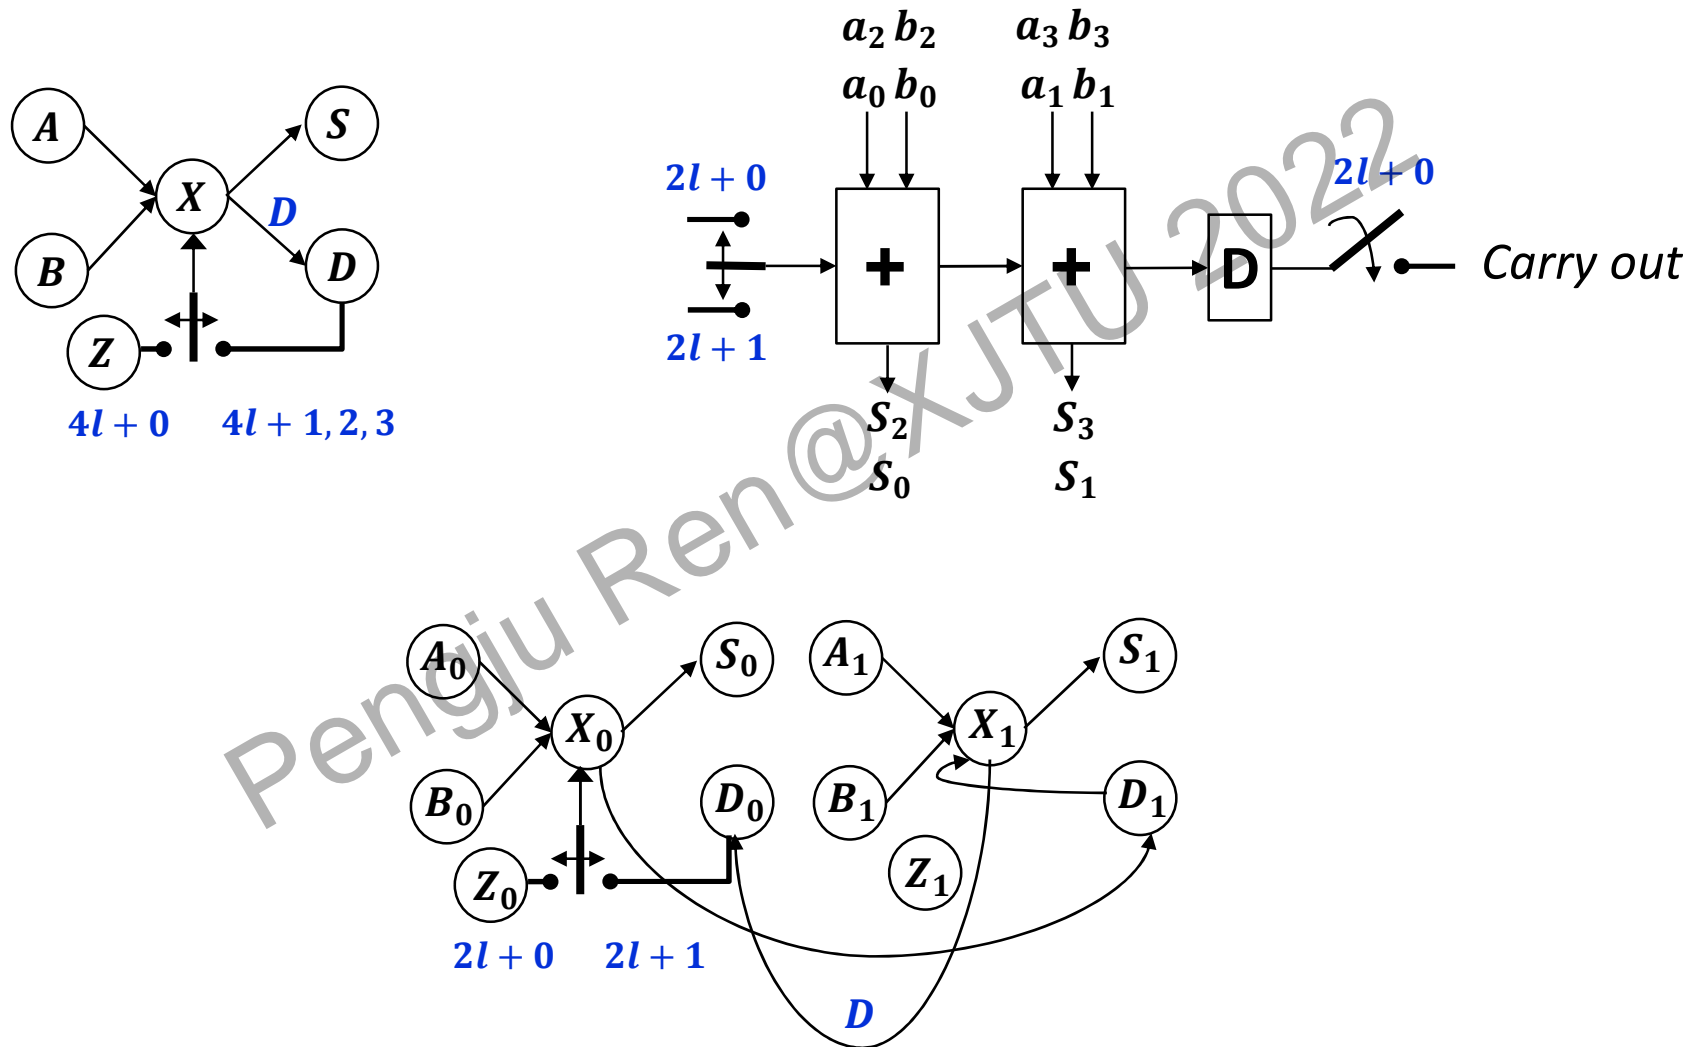 A
S
X
D
B
D
Z
4l + 0 4l + 1, 2, 3
a₂ b₂ a₃ b₃
a₀ b₀ a₁ b₁
2l + 0
2l + 0
+ + D Carry out
2l + 1
S₂ S₃
S₀ S₁
Pengju Ren@XJTU 2022
A₀ S₀ A₁ S₁
X₀ X₁
B₀ D₀ B₁ D₁
Z₀ Z₁
2l + 0 2l + 1
D